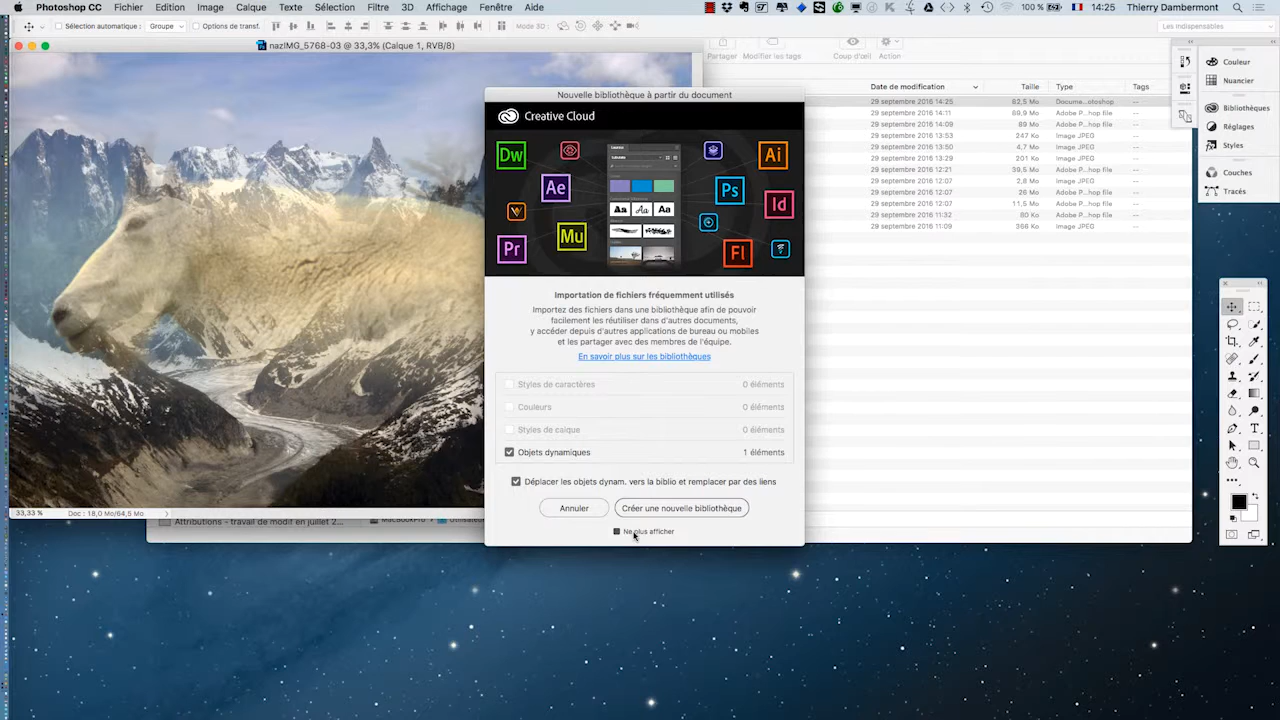 Photoshop CC Fichier Edition Image Calque Texte Sélection Filtre 3D Affichage Fenêtre Aide 100 % 14:25 Thierry Dambermont
Sélection automatique : Groupe Options de transf. Mode 3D : Les indispensables
nazIMG_5768-03 @ 33,3% (Calque 1, RVB/8)
Partager Modifier les tags Coup d'œil Action
Date de modification Taille Type Tags
29 septembre 2016 14:25 82,5 Mo Docume...otoshop --
29 septembre 2016 14:11 89,9 Mo Adobe P...hop file --
29 septembre 2016 14:09 89 Mo Adobe P...hop file --
29 septembre 2016 13:53 247 Ko Image JPEG --
29 septembre 2016 13:50 4,7 Mo Image JPEG --
29 septembre 2016 13:29 201 Ko Image JPEG --
29 septembre 2016 12:21 39,5 Mo Adobe P...hop file --
29 septembre 2016 12:07 2,8 Mo Image JPEG --
29 septembre 2016 12:07 26 Mo Adobe P...hop file --
29 septembre 2016 12:07 11,5 Mo Adobe P...hop file --
29 septembre 2016 11:32 80 Ko Adobe P...hop file --
29 septembre 2016 11:09 366 Ko Image JPEG --
Couleur
Nuancier
Bibliothèques
Réglages
Styles
Couches
Tracés
Nouvelle bibliothèque à partir du document
Creative Cloud
Dw Ai
Ae Ps
Id
Mu
Pr Fl
Aa Aa Aa
Importation de fichiers fréquemment utilisés
Importez des fichiers dans une bibliothèque afin de pouvoir
facilement les réutiliser dans d'autres documents,
y accéder depuis d'autres applications de bureau ou mobiles
et les partager avec des membres de l'équipe.
En savoir plus sur les bibliothèques
Styles de caractères 0 éléments
Couleurs 0 éléments
Styles de calque 0 éléments
Objets dynamiques 1 éléments
Déplacer les objets dynam. vers la biblio et remplacer par des liens
Annuler Créer une nouvelle bibliothèque
Ne plus afficher
33,33 % Doc : 18,0 Mo/64,5 Mo
Attributions - travail de modif en juillet 2... MacBookPro Utilisateurs